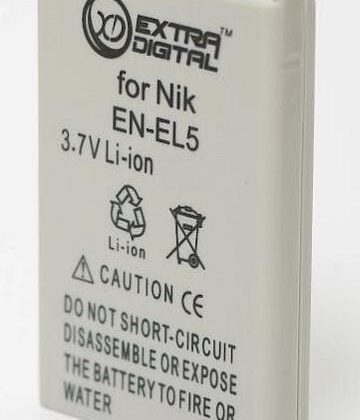 EXTRA™
DIGITAL
for Nik
EN-EL5
3.7V Li-ion
Li-ion
CAUTION CE
DO NOT SHORT-CIRCUIT
DISASSEMBLE OR EXPOSE
THE BATTERY TO FIRE OR
WATER